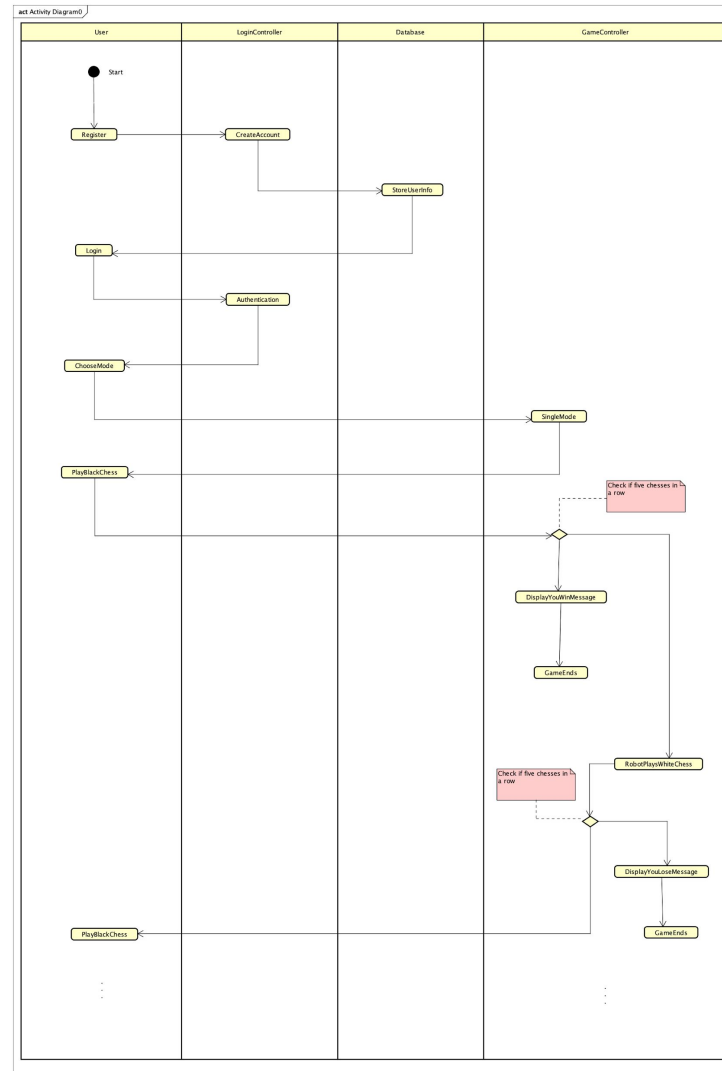 act Activity Diagram0
User
LoginController
Database
GameController
Start
Register
CreateAccount
StoreUserInfo
Login
Authentication
ChooseMode
SingleMode
PlayBlackChess
Check if five chesses in
a row
DisplayYouWinMessage
GameEnds
RobotPlaysWhiteChess
Check if five chesses in
a row
DisplayYouLoseMessage
PlayBlackChess
GameEnds